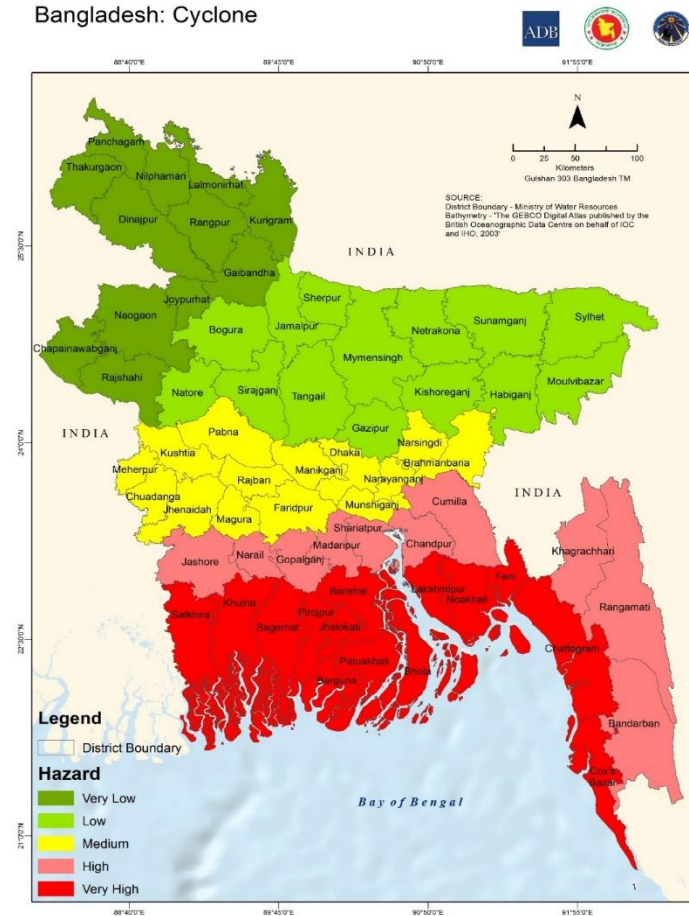 Bangladesh: Cyclone
ADB
88°40'0"E 89°45'0"E 90°50'0"E 91°55'0"E
N
0 25 50 100
Kilometers
Gulshan 303 Bangladesh TM
SOURCE:
District Boundary - Ministry of Water Resources
Bathymetry - 'The GEBCO Digital Atlas published by the
British Oceanographic Data Centre on behalf of IOC
and IHO, 2003'
Panchagarh
Thakurgaon
Nilphamari
Lalmonirhat
Dinajpur
Rangpur
Kurigram
25°30'0"N
INDIA
Gaibandha
Joypurhat
Sherpur
Naogaon
Bogura
Jamalpur
Netrakona
Sunamganj
Sylhet
Chapainawabganj
Mymensingh
Rajshahi
Moulvibazar
Natore
Sirajganj
Tangail
Kishoreganj
Habiganj
Gazipur
INDIA
24°0'0"N
Pabna
Narsingdi
Kushtia
Dhaka
Brahmanbaria
Meherpur
Manikganj
Rajbari
Narayanganj
Chuadanga
Jhenaidah
Faridpur
Munshiganj
Magura
INDIA
Cumilla
Shariatpur
Jashore
Narail
Gopalganj
Madaripur
Chandpur
Khagrachhari
Feni
Barishal
Lakshmipur
Noakhali
Rangamati
Satkhira
Khulna
Bagerhat
Pirojpur
Jhalokati
22°30'0"N
Chattogram
Patuakhali
Bhola
Barguna
Bandarban
Cox's
Bazar
Legend
District Boundary
Hazard
Very Low
Low
Medium
High
Very High
Bay of Bengal
21°0'0"N
88°40'0"E 89°45'0"E 90°50'0"E 91°55'0"E